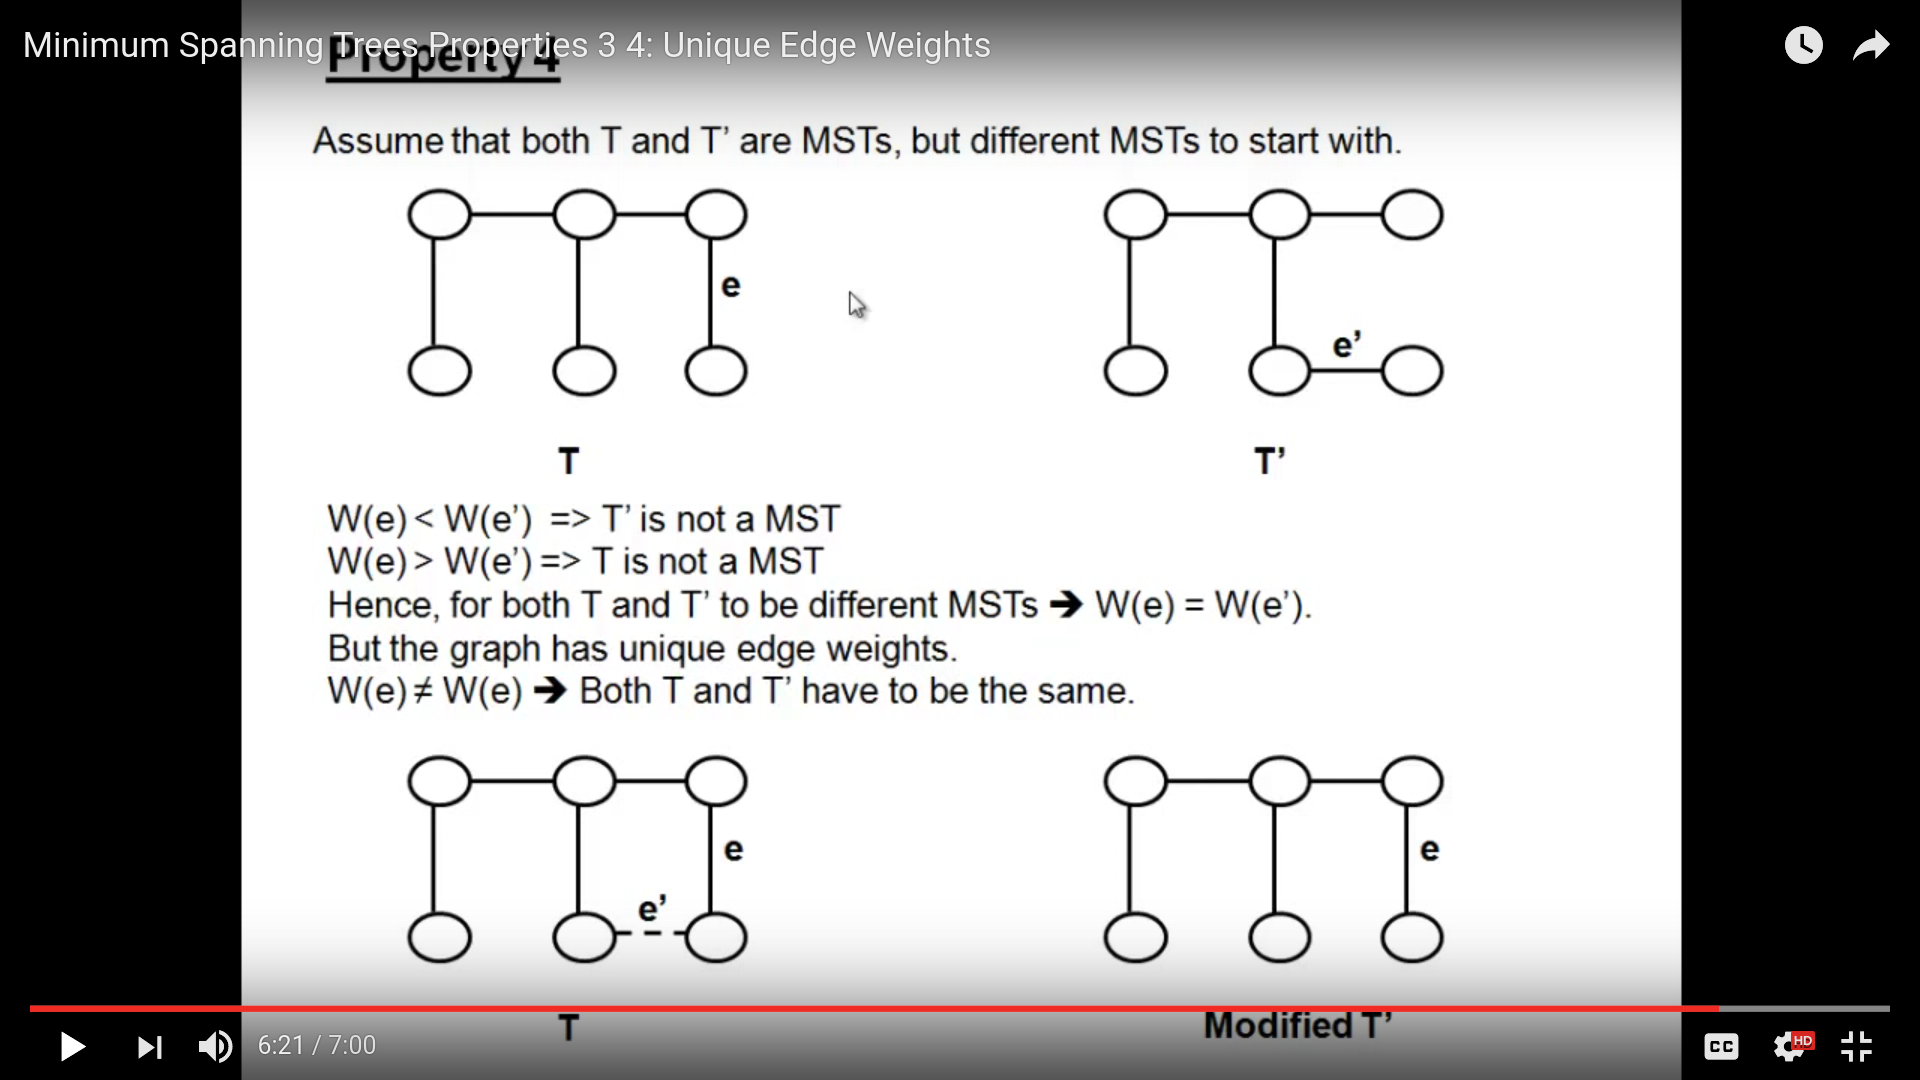 Minimum Spanning Trees Properties 3 4: Unique Edge Weights
Property 4
Assume that both T and T’ are MSTs, but different MSTs to start with.
e
e’
T
T’
W(e) < W(e’) => T’ is not a MST
W(e) > W(e’) => T is not a MST
Hence, for both T and T’ to be different MSTs ➔ W(e) = W(e’).
But the graph has unique edge weights.
W(e) ≠ W(e) ➔ Both T and T’ have to be the same.
e
e
e’
T
Modified T’
6:21 / 7:00
CC
HD